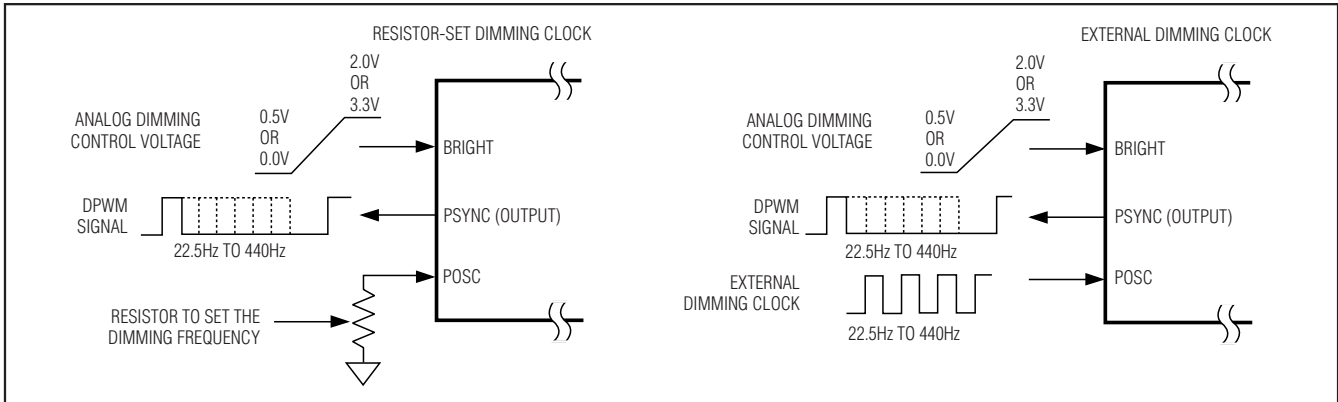 RESISTOR-SET DIMMING CLOCK
2.0V
OR
3.3V
0.5V
OR
0.0V
ANALOG DIMMING
CONTROL VOLTAGE
BRIGHT
DPWM
SIGNAL
PSYNC (OUTPUT)
22.5Hz TO 440Hz
POSC
RESISTOR TO SET THE
DIMMING FREQUENCY
EXTERNAL DIMMING CLOCK
2.0V
OR
3.3V
0.5V
OR
0.0V
ANALOG DIMMING
CONTROL VOLTAGE
BRIGHT
DPWM
SIGNAL
PSYNC (OUTPUT)
22.5Hz TO 440Hz
EXTERNAL
DIMMING CLOCK
POSC
22.5Hz TO 440Hz